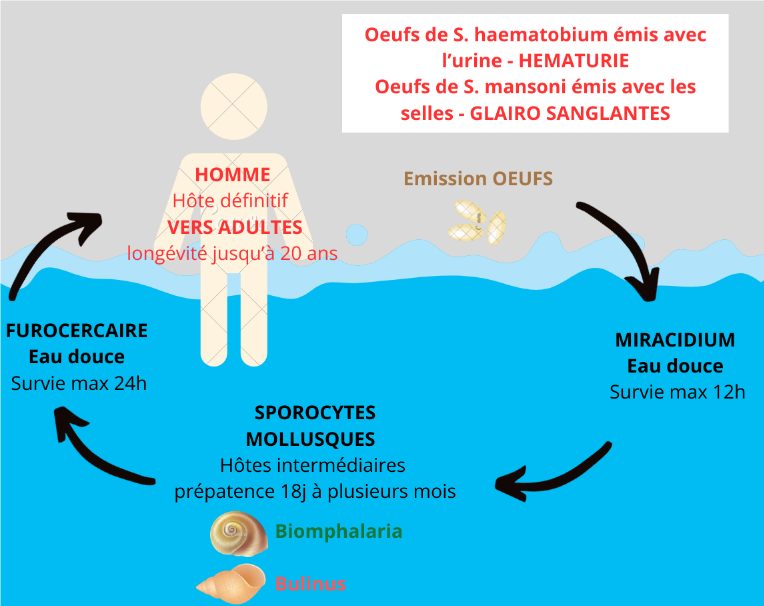 Oeufs de S. haematobium émis avec
l'urine - HEMATURIE
Oeufs de S. mansoni émis avec les
selles - GLAIRO SANGLANTES
HOMME
Hôte définitif
VERS ADULTES
longévité jusqu'à 20 ans
Emission OEUFS
FUROCERCAIRE
Eau douce
Survie max 24h
MIRACIDIUM
Eau douce
Survie max 12h
SPOROCYTES
MOLLUSQUES
Hôtes intermédiaires
prépatence 18j à plusieurs mois
Biomphalaria
Bulinus